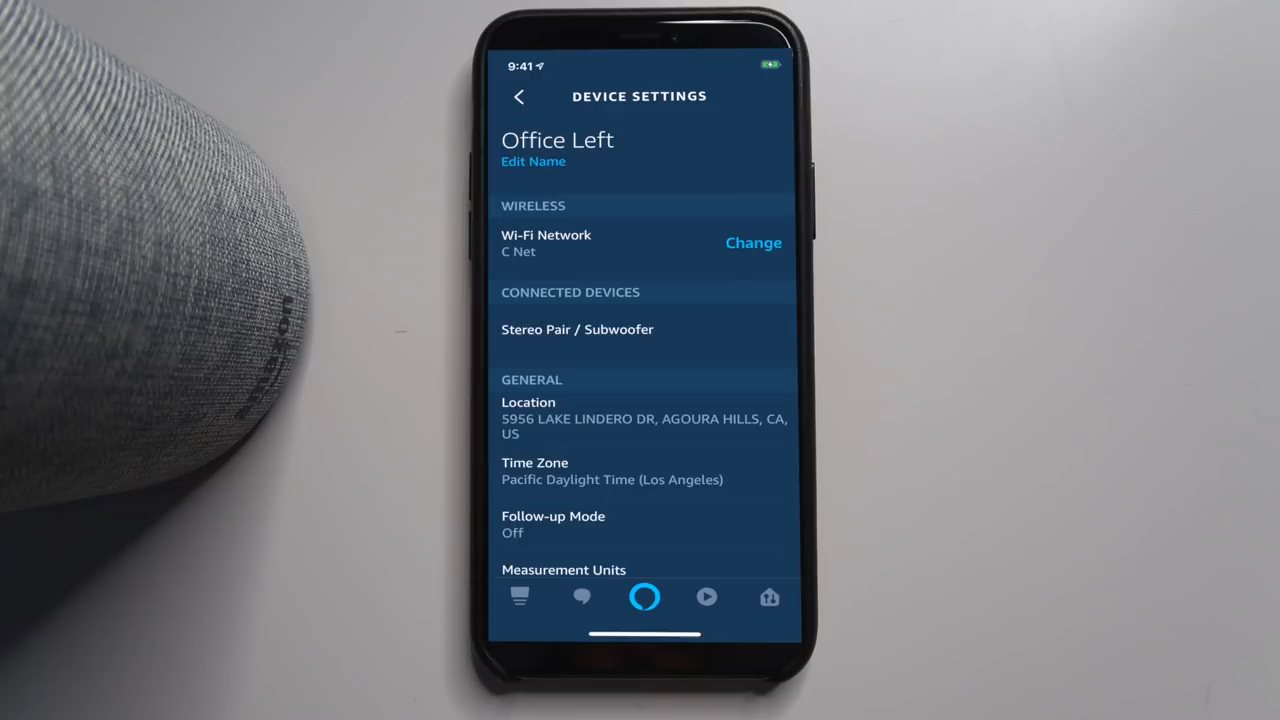 9:41
DEVICE SETTINGS
Office Left
Edit Name
WIRELESS
Wi-Fi Network
C Net
Change
CONNECTED DEVICES
Stereo Pair / Subwoofer
GENERAL
Location
5956 LAKE LINDERO DR, AGOURA HILLS, CA,
US
Time Zone
Pacific Daylight Time (Los Angeles)
Follow-up Mode
Off
Measurement Units
amazon